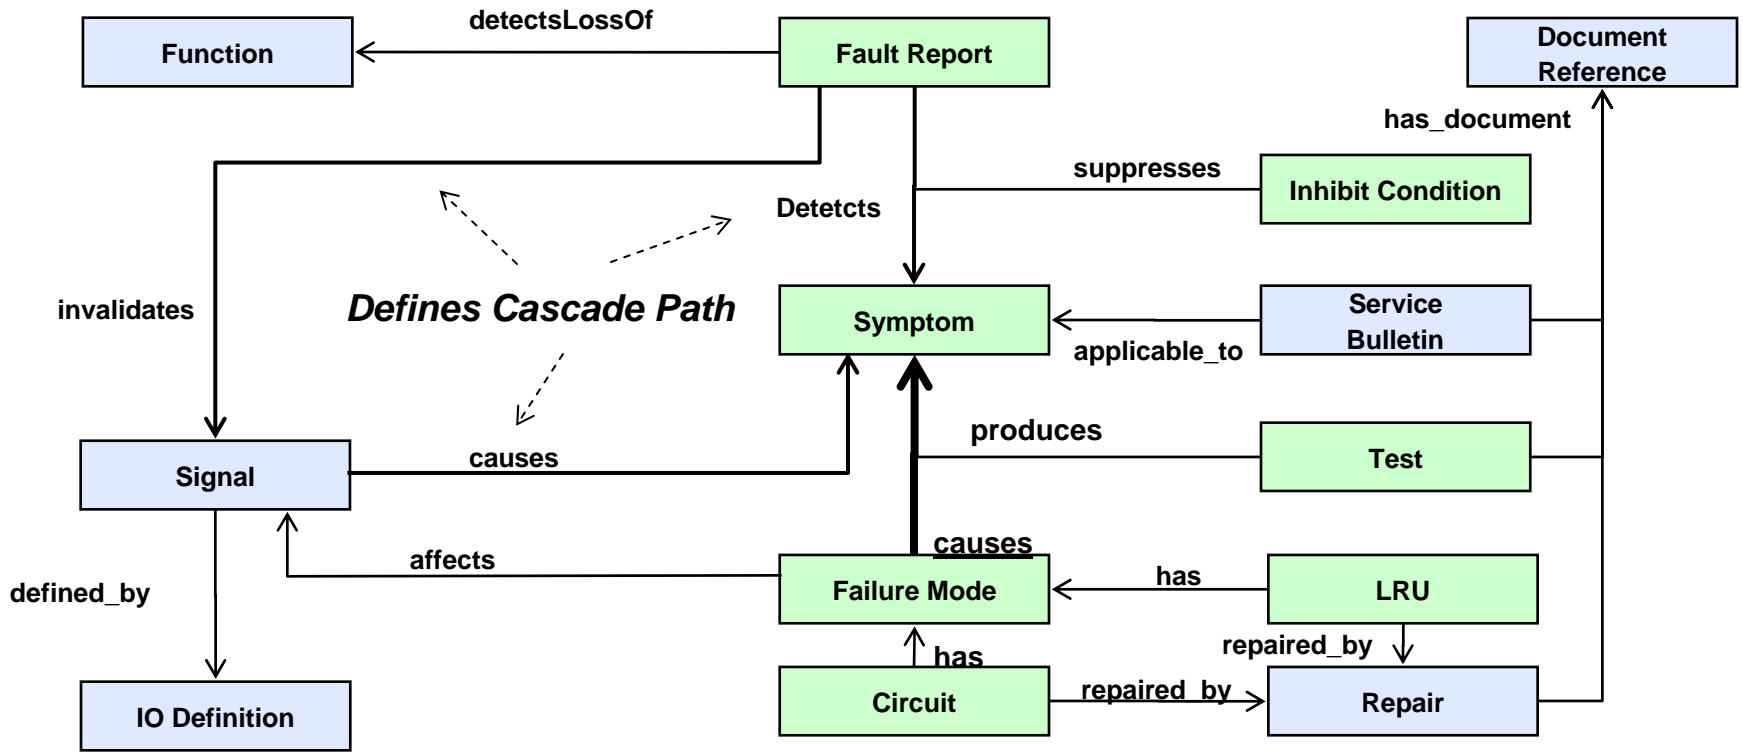 detectsLossOf
Function
Fault Report
Document
Reference
has_document
suppresses
Inhibit Condition
Detetcts
invalidates
Defines Cascade Path
Symptom
Service
Bulletin
applicable_to
produces
Signal
causes
Test
causes
affects
has
defined_by
Failure Mode
LRU
repaired_by
has
IO Definition
Circuit
repaired_by
Repair